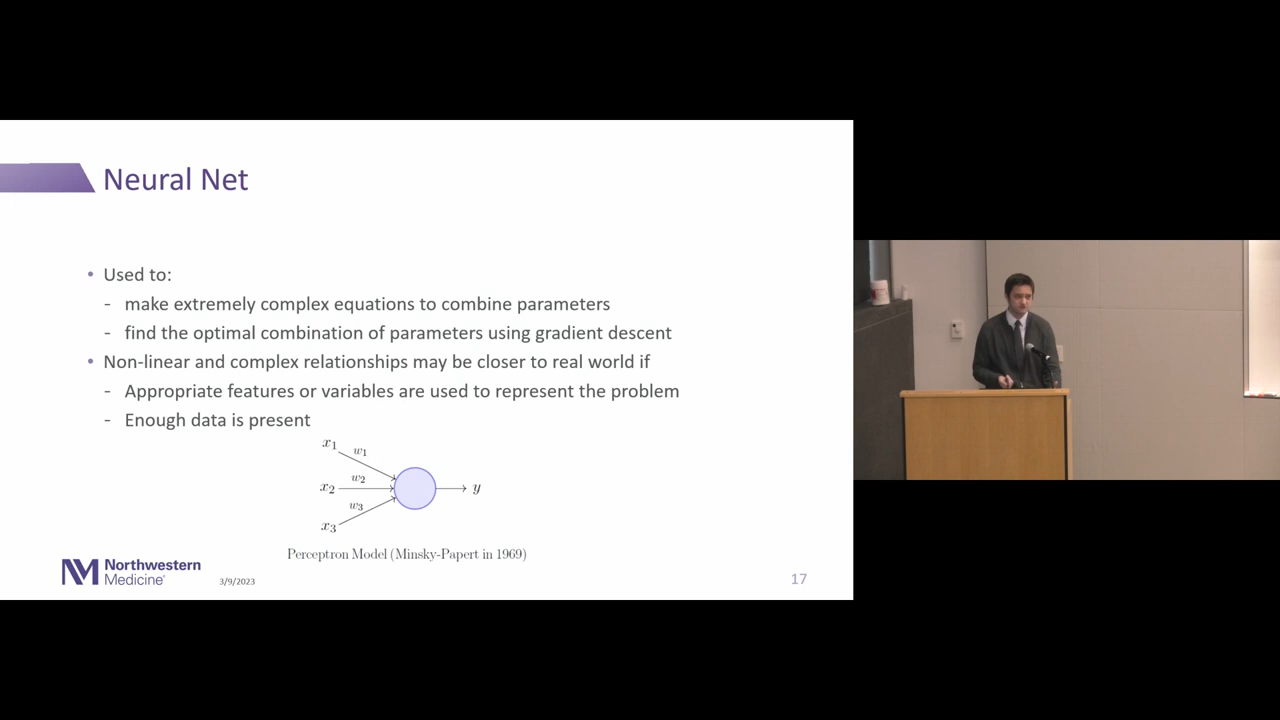 Neural Net
• Used to:
- make extremely complex equations to combine parameters
- find the optimal combination of parameters using gradient descent
• Non-linear and complex relationships may be closer to real world if
- Appropriate features or variables are used to represent the problem
- Enough data is present
x1 w1
x2 w2 y
x3 w3
Perceptron Model (Minsky-Papert in 1969)
Northwestern
Medicine®
3/9/2023
17